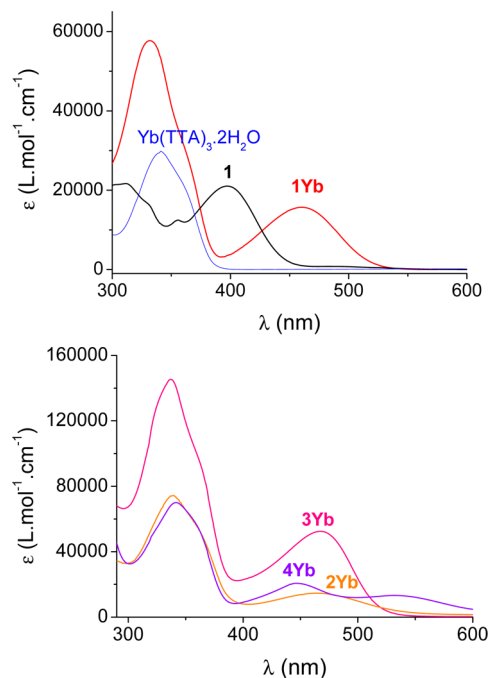 60000
40000
20000
0
ε (L.mol⁻¹.cm⁻¹)
Yb(TTA)₃.2H₂O
1
1Yb
300 400 500 600
λ (nm)
160000
120000
80000
40000
0
ε (L.mol⁻¹.cm⁻¹)
3Yb
4Yb
2Yb
300 400 500 600
λ (nm)